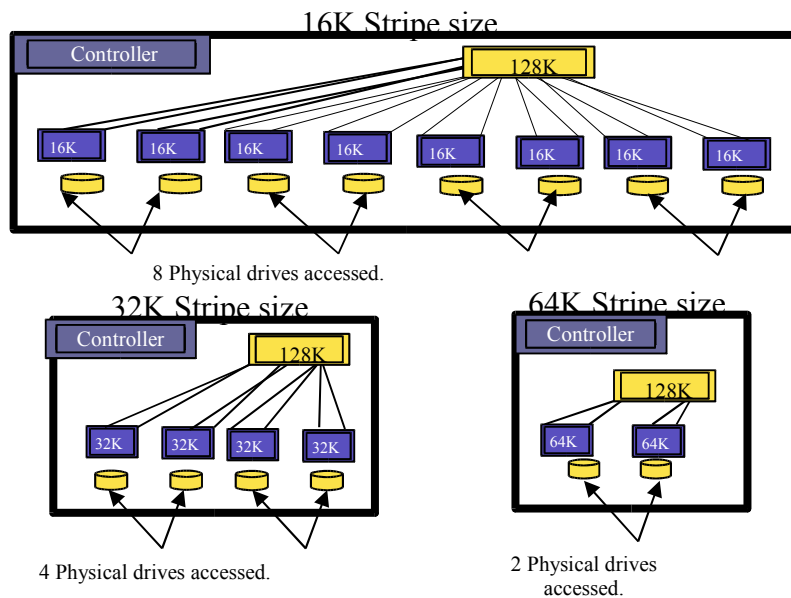 16K Stripe size
Controller
128K
16K
16K
16K
16K
16K
16K
16K
16K
8 Physical drives accessed.
32K Stripe size
Controller
128K
32K
32K
32K
32K
4 Physical drives accessed.
64K Stripe size
Controller
128K
64K
64K
2 Physical drives
accessed.